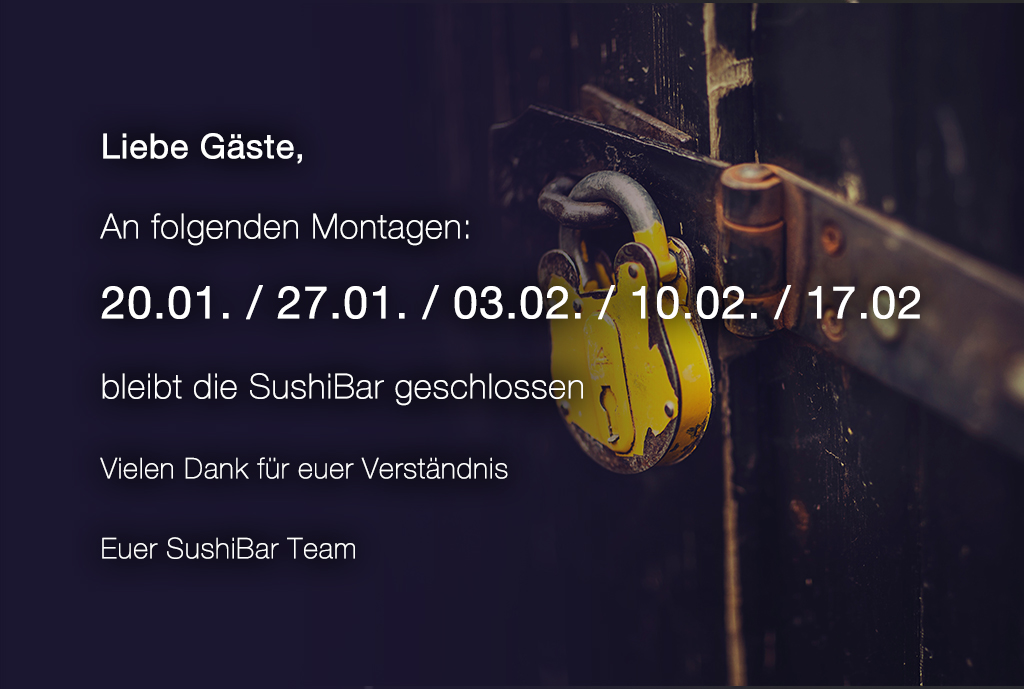 Liebe Gäste,
An folgenden Montagen:
20.01. / 27.01. / 03.02. / 10.02. / 17.02
bleibt die SushiBar geschlossen
Vielen Dank für euer Verständnis
Euer SushiBar Team